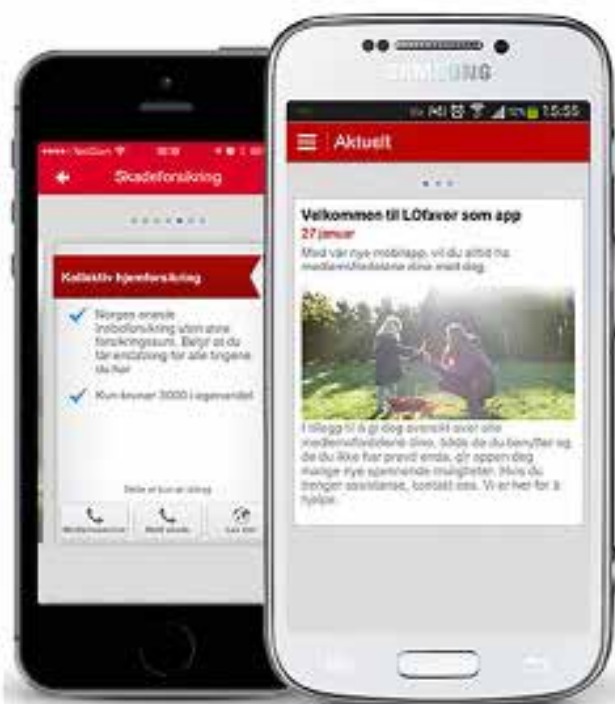 Skadeforsikring
Kollektiv hjemforsikring
Norges eneste
innboforsikring uten øvre
forsikringssum. Betyr at du
får erstatning for alle tingene
du har
Kun kroner 3000 i egenandel
Les mer
SAMSUNG
15:55
Aktuelt
Velkommen til LOfavør som app
27 januar
Med vår nye mobilapp, vil du alltid ha
medlemsfordelene dine med deg.
I tillegg til å gi deg oversikt over alle
medlemsfordelene dine, både de du benytter og
de du ikke har prøvd enda, gir appen deg
mange nye spennende muligheter. Hvis du
trenger assistanse, kontakt oss. Vi er her for å
hjelpe.